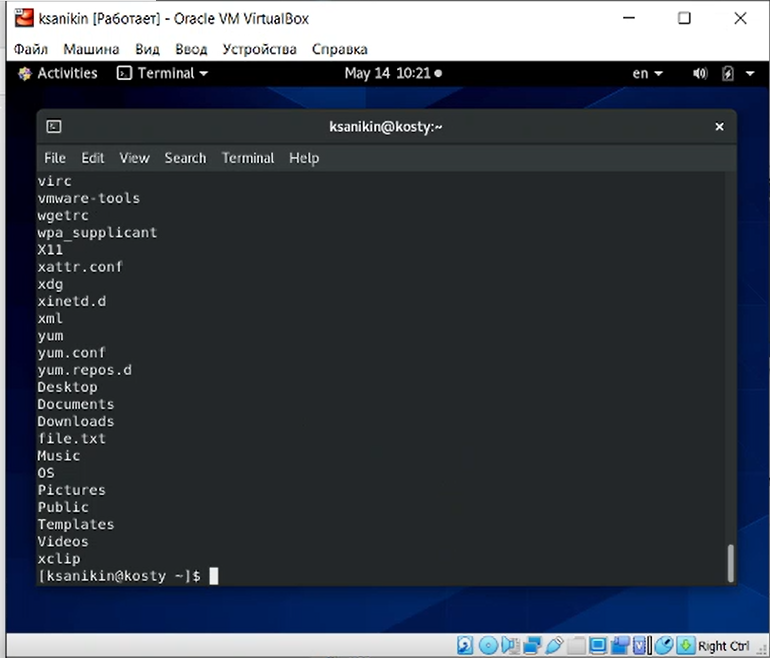 ksanikin [Работает] - Oracle VM VirtualBox
Файл Машина Вид Ввод Устройства Справка
Activities Terminal May 14 10:21 en
ksanikin@kosty:~
File Edit View Search Terminal Help
virc
vmware-tools
wgetrc
wpa_supplicant
X11
xattr.conf
xdg
xinetd.d
xml
yum
yum.conf
yum.repos.d
Desktop
Documents
Downloads
file.txt
Music
OS
Pictures
Public
Templates
Videos
xclip
[ksanikin@kosty ~]$
Right Ctrl